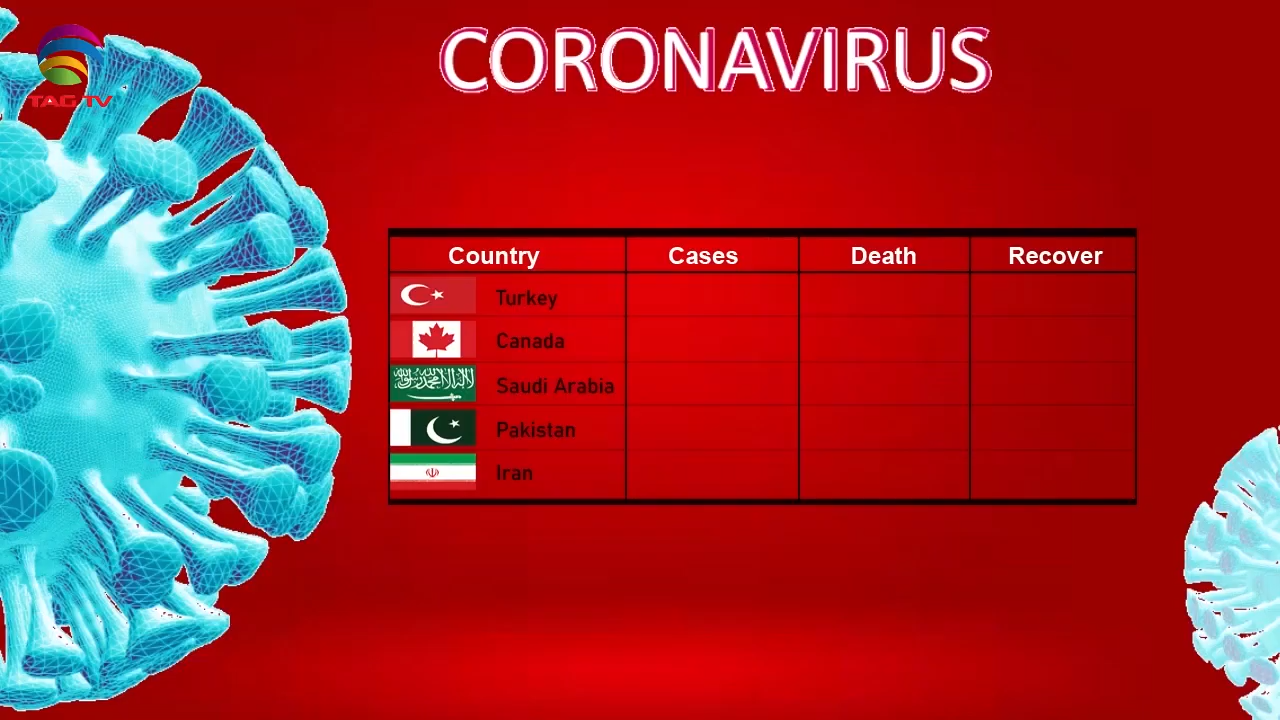 TAG TV
CORONAVIRUS
Country Cases Death Recover
Turkey
Canada
Saudi Arabia
Pakistan
Iran